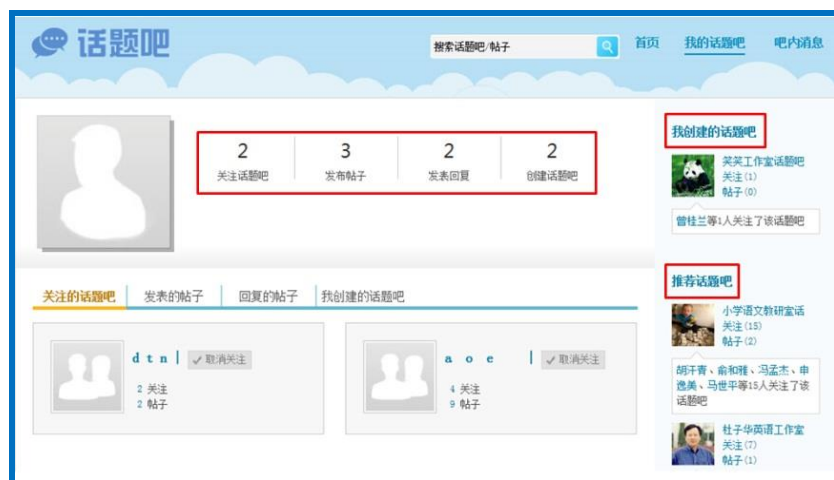 话题吧
搜索话题吧/帖子
首页 我的话题吧 吧内消息
2 3 2 2
关注话题吧 发布帖子 发表回复 创建话题吧
关注的话题吧 发表的帖子 回复的帖子 我创建的话题吧
dtn 取消关注
2 关注
2 帖子
aoe 取消关注
4 关注
9 帖子
我创建的话题吧
笑笑工作室话题吧
关注(1)
帖子(0)
曾桂兰等1人关注了该话题吧
推荐话题吧
小学语文教研室话
关注(15)
帖子(2)
胡汗青、俞和雅、冯孟杰、申
逸美、马世平等15人关注了该
话题吧
杜子华英语工作室
关注(7)
帖子(1)